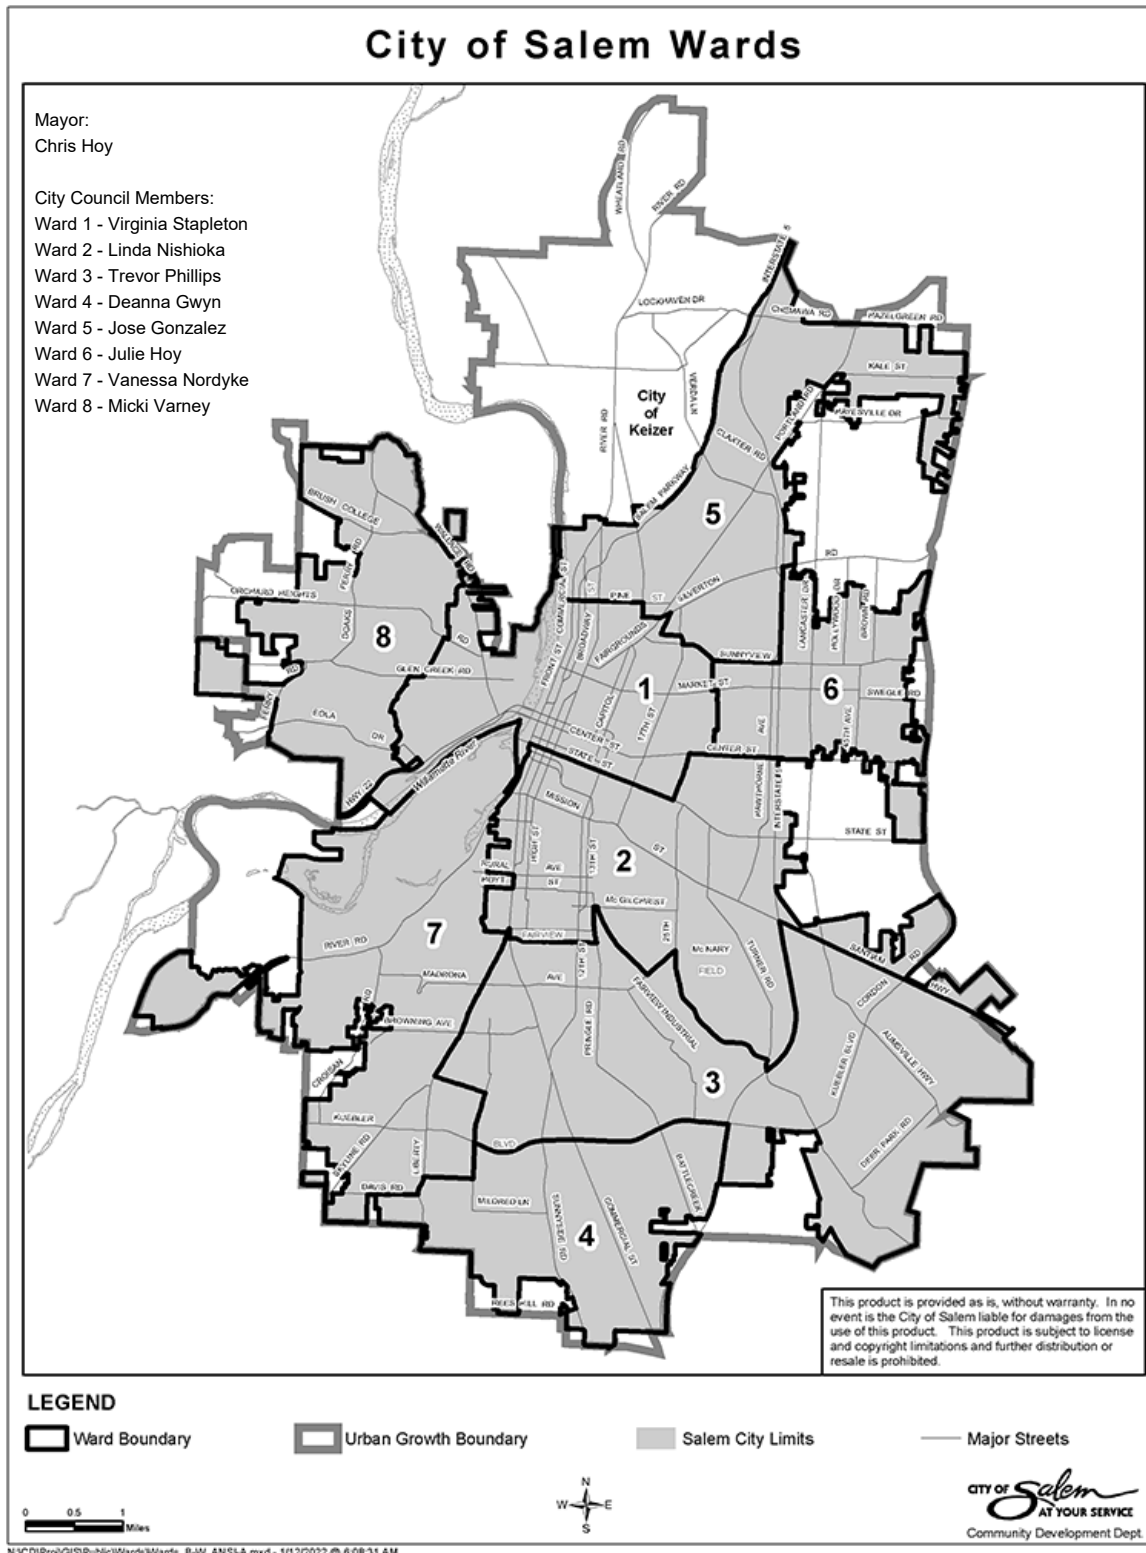 City of Salem Wards
Mayor:
Chris Hoy
City Council Members:
Ward 1 - Virginia Stapleton
Ward 2 - Linda Nishioka
Ward 3 - Trevor Phillips
Ward 4 - Deanna Gwyn
Ward 5 - Jose Gonzalez
Ward 6 - Julie Hoy
Ward 7 - Vanessa Nordyke
Ward 8 - Micki Varney
WHEATLAND RD
RIVER RD
INTERSTATE 5
LOCKHAVEN DR
CHEMAWA RD
HAZELGREEN RD
KALE ST
VERDA LN
City
of
Keizer
RIVER RD
PORTLAND RD
HAYESVILLE DR
CLAXTER RD
SALEM PARKWAY
5
BRUSH COLLEGE
RD
WALLACE RD
RD
PINE ST
SILVERTON
ORCHARD HEIGHTS
DOAKS
FERRY RD
8
RD
GLEN CREEK RD
COMMERCIAL ST
BROADWAY
ST
FRONT ST
FAIRGROUNDS
SUNNYVIEW
LANCASTER DR
HOLLYWOOD DR
BROWN RD
1
MARKET ST
6
SWEGLE RD
CAPITOL
17TH ST
EOLA
DR
RD
CENTER ST
STATE ST
CENTER ST
AVE
45TH AVE
HWY 22
Willamette River
HAWTHORNE
INTERSTATE 5
MISSION
ST
STATE ST
HIGH ST
13TH ST
2
RURAL
AVE
HOYT
ST
McGILCHRIST
25TH
McNARY
FIELD
TURNER RD
FAIRVIEW
12TH ST
7
RIVER RD
MADRONA
AVE
SANTIAM
HWY
CORDON
RD
BROWNING AVE
RD
CROISAN
PRINGLE RD
FAIRVIEW INDUSTRIAL
3
KUEBLER BLVD
AUMSVILLE HWY
DEER PARK RD
KUEBLER
BLVD
SKYLINE RD
LIBERTY
DAVIS RD
MILDRED LN
SUNNYSIDE RD
COMMERCIAL ST
BATTLECREEK
4
REES HILL RD
This product is provided as is, without warranty. In no
event is the City of Salem liable for damages from the
use of this product. This product is subject to license
and copyright limitations and further distribution or
resale is prohibited.
LEGEND
Ward Boundary
Urban Growth Boundary
Salem City Limits
Major Streets
N
W
E
S
0 0.5 1
Miles
CITY OF Salem
AT YOUR SERVICE
Community Development Dept.